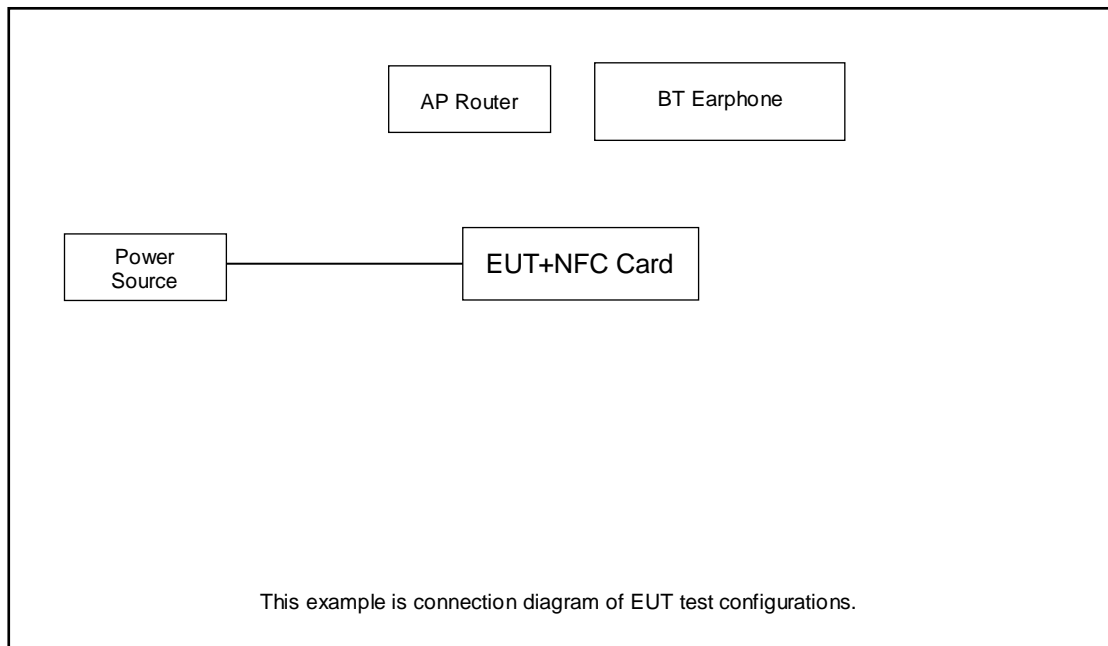 AP Router
BT Earphone
Power
Source
EUT+NFC Card
This example is connection diagram of EUT test configurations.